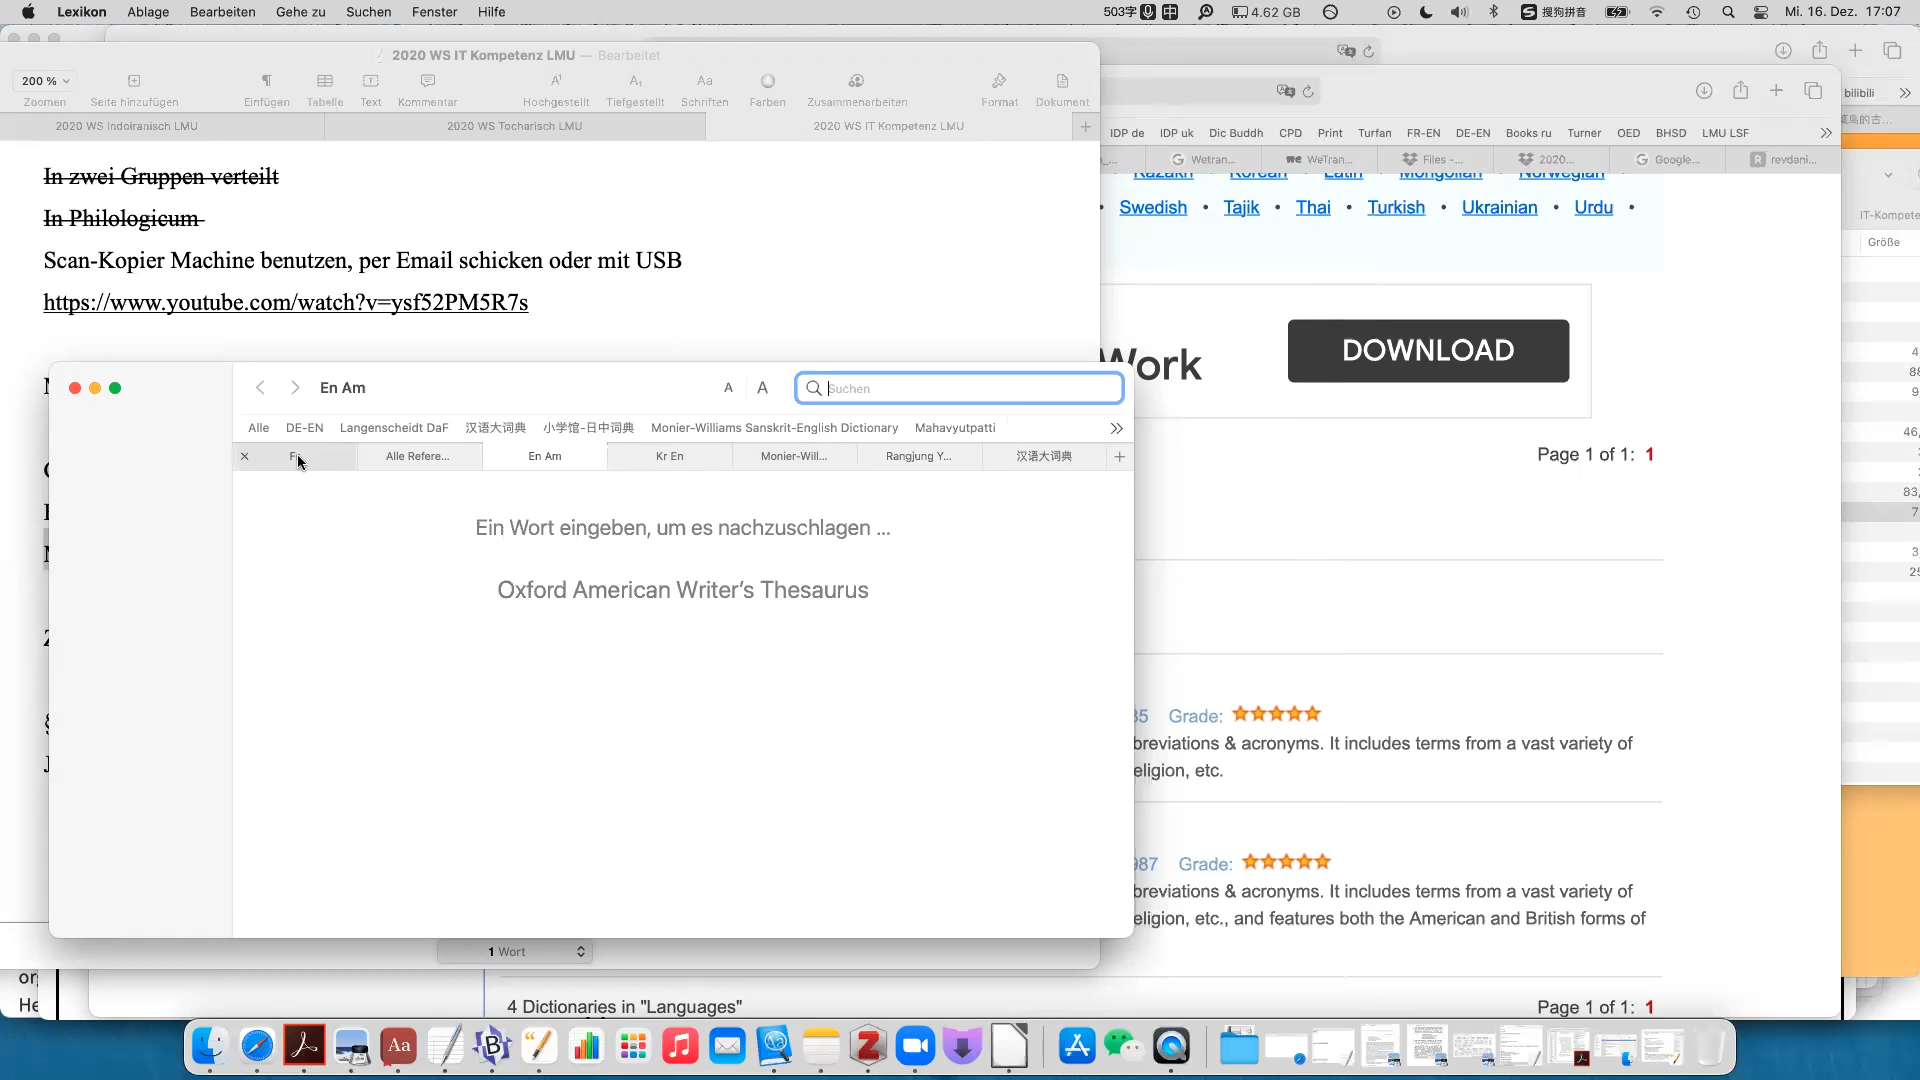 Lexikon Ablage Bearbeiten Gehe zu Suchen Fenster Hilfe 503字 中 4.62 GB 搜狗拼音 Mi. 16. Dez. 17:07
2020 WS IT Kompetenz LMU — Bearbeitet
200 %
Zoomen Seite hinzufügen Einfügen Tabelle Text Kommentar Hochgestellt Tiefgestellt Schriften Farben Zusammenarbeiten Format Dokument
2020 WS Indoiranisch LMU 2020 WS Tocharisch LMU 2020 WS IT Kompetenz LMU
bilibili
IDP de IDP uk Dic Buddh CPD Print Turfan FR-EN DE-EN Books ru Turner OED BHSD LMU LSF
Wetran... WeTran... Files -... 2020... Google... revdani...
In zwei Gruppen verteilt
In Philologicum
Scan-Kopier Machine benutzen, per Email schicken oder mit USB
https://www.youtube.com/watch?v=ysf52PM5R7s
Kazakh Korean Latin Mongolian Norwegian
• Swedish • Tajik • Thai • Turkish • Ukrainian • Urdu •
Work
DOWNLOAD
Page 1 of 1: 1
IT-Kompete
Größe
En Am
A A
Suchen
Alle DE-EN Langenscheidt DaF 汉语大词典 小学馆-日中词典 Monier-Williams Sanskrit-English Dictionary Mahavyutpatti
Alle Refere... En Am Kr En Monier-Will... Rangjung Y... 汉语大词典
Ein Wort eingeben, um es nachzuschlagen ...
Oxford American Writer’s Thesaurus
Grade:
breviations & acronyms. It includes terms from a vast variety of
eligion, etc.
987 Grade:
breviations & acronyms. It includes terms from a vast variety of
eligion, etc., and features both the American and British forms of
1 Wort
4 Dictionaries in "Languages"
Page 1 of 1: 1